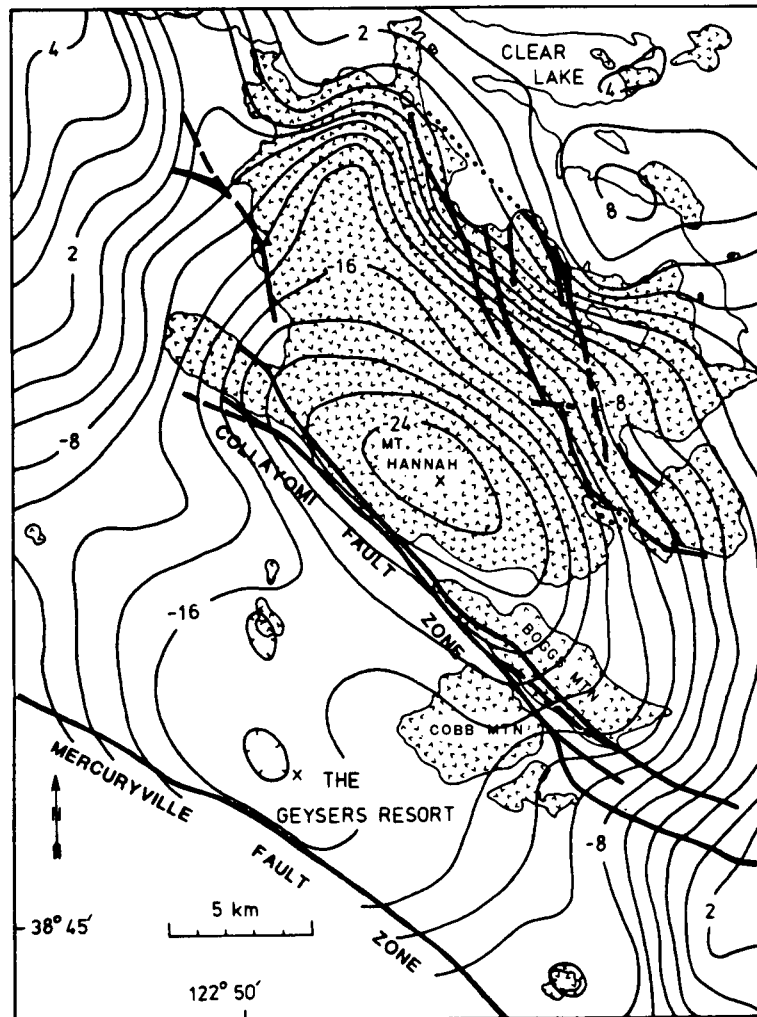 4
2
CLEAR
LAKE
4
8
2
-16
-24
MT.
HANNAH
x
-8
-8
COLLAYOMI
FAULT
ZONE
-16
BOGGS MTN
COBB MTN
MERCURYVILLE
FAULT
ZONE
x THE
GEYSERS RESORT
N
-8
2
5 km
38° 45'
122° 50'